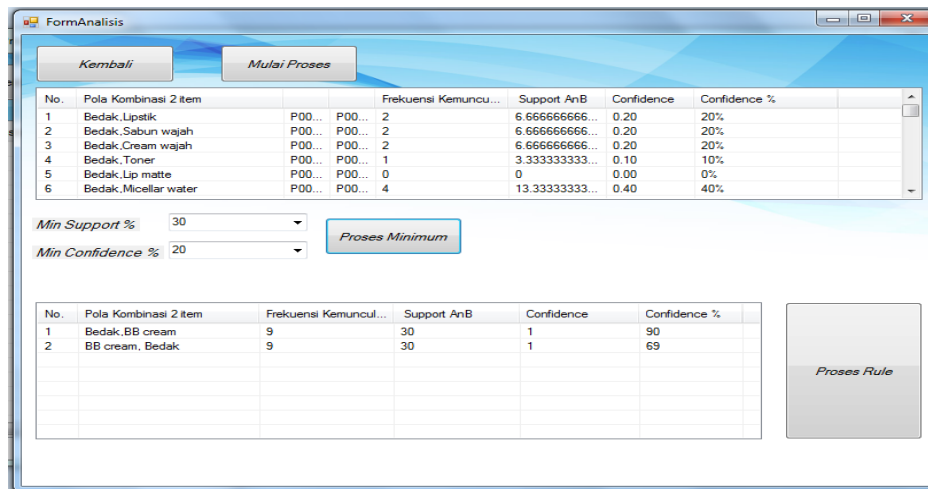 FormAnalisis
Kembali Mulai Proses
No. Pola Kombinasi 2 item Frekuensi Kemuncu... Support AnB Confidence Confidence %
1 Bedak,Lipstik P00... P00... 2 6.666666666... 0.20 20%
2 Bedak,Sabun wajah P00... P00... 2 6.666666666... 0.20 20%
3 Bedak,Cream wajah P00... P00... 2 6.666666666... 0.20 20%
4 Bedak,Toner P00... P00... 1 3.333333333... 0.10 10%
5 Bedak,Lip matte P00... P00... 0 0 0.00 0%
6 Bedak,Micellar water P00... P00... 4 13.33333333... 0.40 40%
Min Support % 30
Min Confidence % 20
Proses Minimum
No. Pola Kombinasi 2 item Frekuensi Kemuncul... Support AnB Confidence Confidence %
1 Bedak,BB cream 9 30 1 90
2 BB cream, Bedak 9 30 1 69
Proses Rule